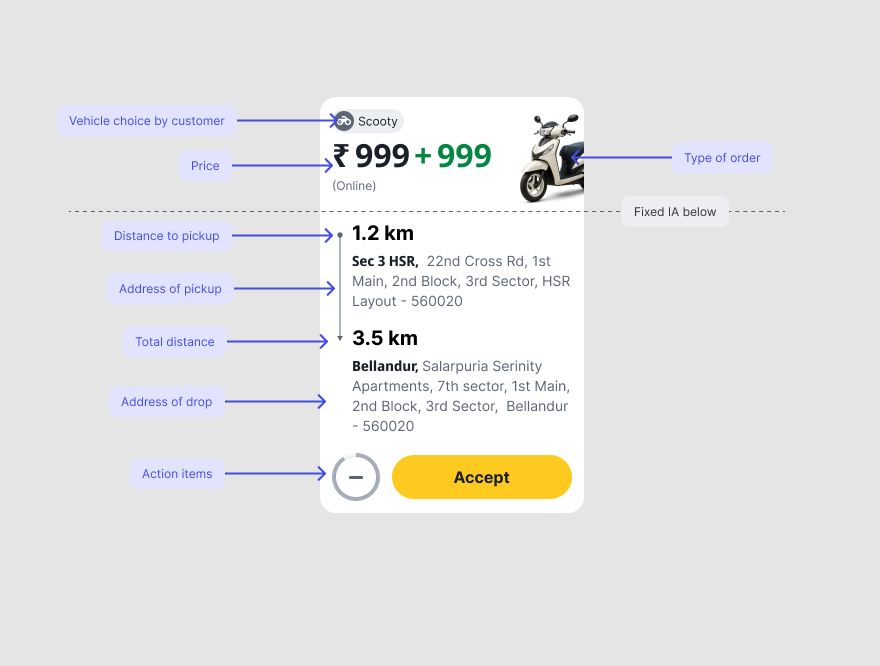 Vehicle choice by customer
Scooty
Price
₹ 999 + 999
Type of order
(Online)
Fixed IA below
Distance to pickup
1.2 km
Sec 3 HSR, 22nd Cross Rd, 1st
Main, 2nd Block, 3rd Sector, HSR
Layout - 560020
Address of pickup
Total distance
3.5 km
Bellandur, Salarpuria Serinity
Apartments, 7th sector, 1st Main,
2nd Block, 3rd Sector, Bellandur
- 560020
Address of drop
Action items
Accept